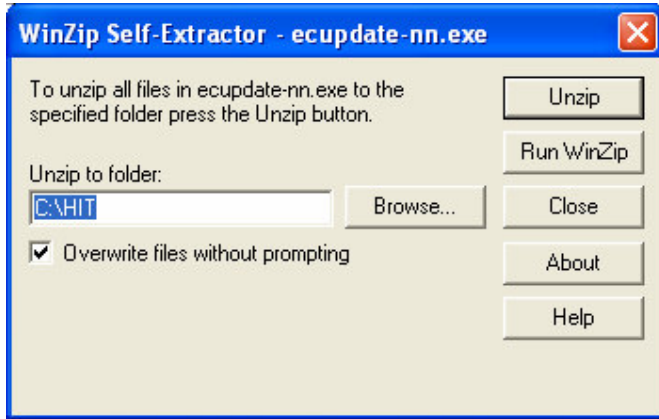 WinZip Self-Extractor - ecupdate-nn.exe
To unzip all files in ecupdate-nn.exe to the
specified folder press the Unzip button.
Unzip to folder:
C:\HIT
Browse...
Overwrite files without prompting
Unzip
Run WinZip
Close
About
Help